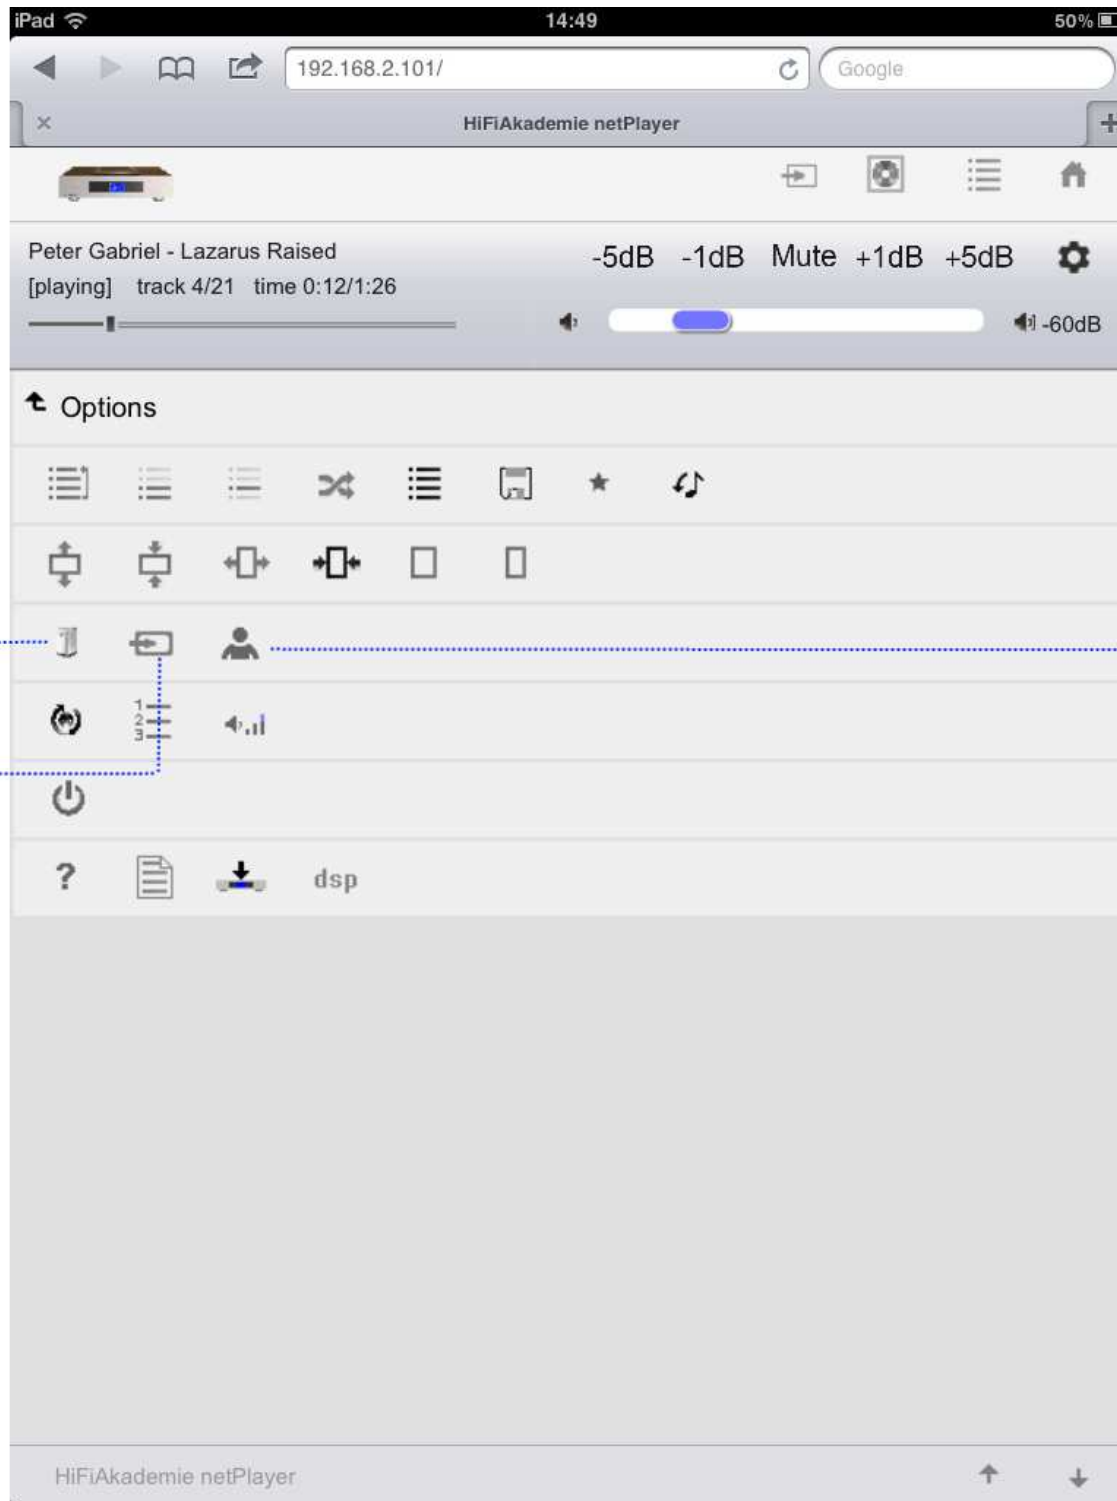 iPad 14:49 50%
192.168.2.101/ Google
HiFiAkademie netPlayer
Peter Gabriel - Lazarus Raised
-5dB -1dB Mute +1dB +5dB
[playing] track 4/21 time 0:12/1:26
-60dB
Options
1
2
3
? dsp
HiFiAkademie netPlayer